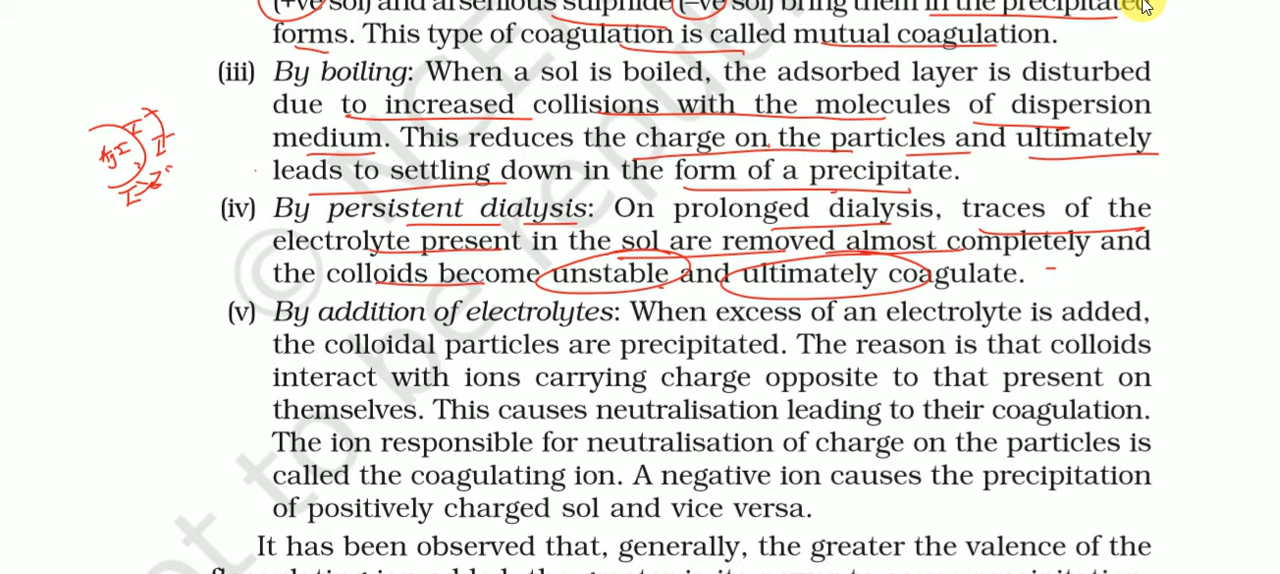 (+ve sol) and arsenious sulphide (–ve sol) bring them in the precipitated
forms. This type of coagulation is called mutual coagulation.
(iii) By boiling: When a sol is boiled, the adsorbed layer is disturbed
due to increased collisions with the molecules of dispersion
medium. This reduces the charge on the particles and ultimately
leads to settling down in the form of a precipitate.
AgI
(iv) By persistent dialysis: On prolonged dialysis, traces of the
electrolyte present in the sol are removed almost completely and
the colloids become unstable and ultimately coagulate.
(v) By addition of electrolytes: When excess of an electrolyte is added,
the colloidal particles are precipitated. The reason is that colloids
interact with ions carrying charge opposite to that present on
themselves. This causes neutralisation leading to their coagulation.
The ion responsible for neutralisation of charge on the particles is
called the coagulating ion. A negative ion causes the precipitation
of positively charged sol and vice versa.
It has been observed that, generally, the greater the valence of the